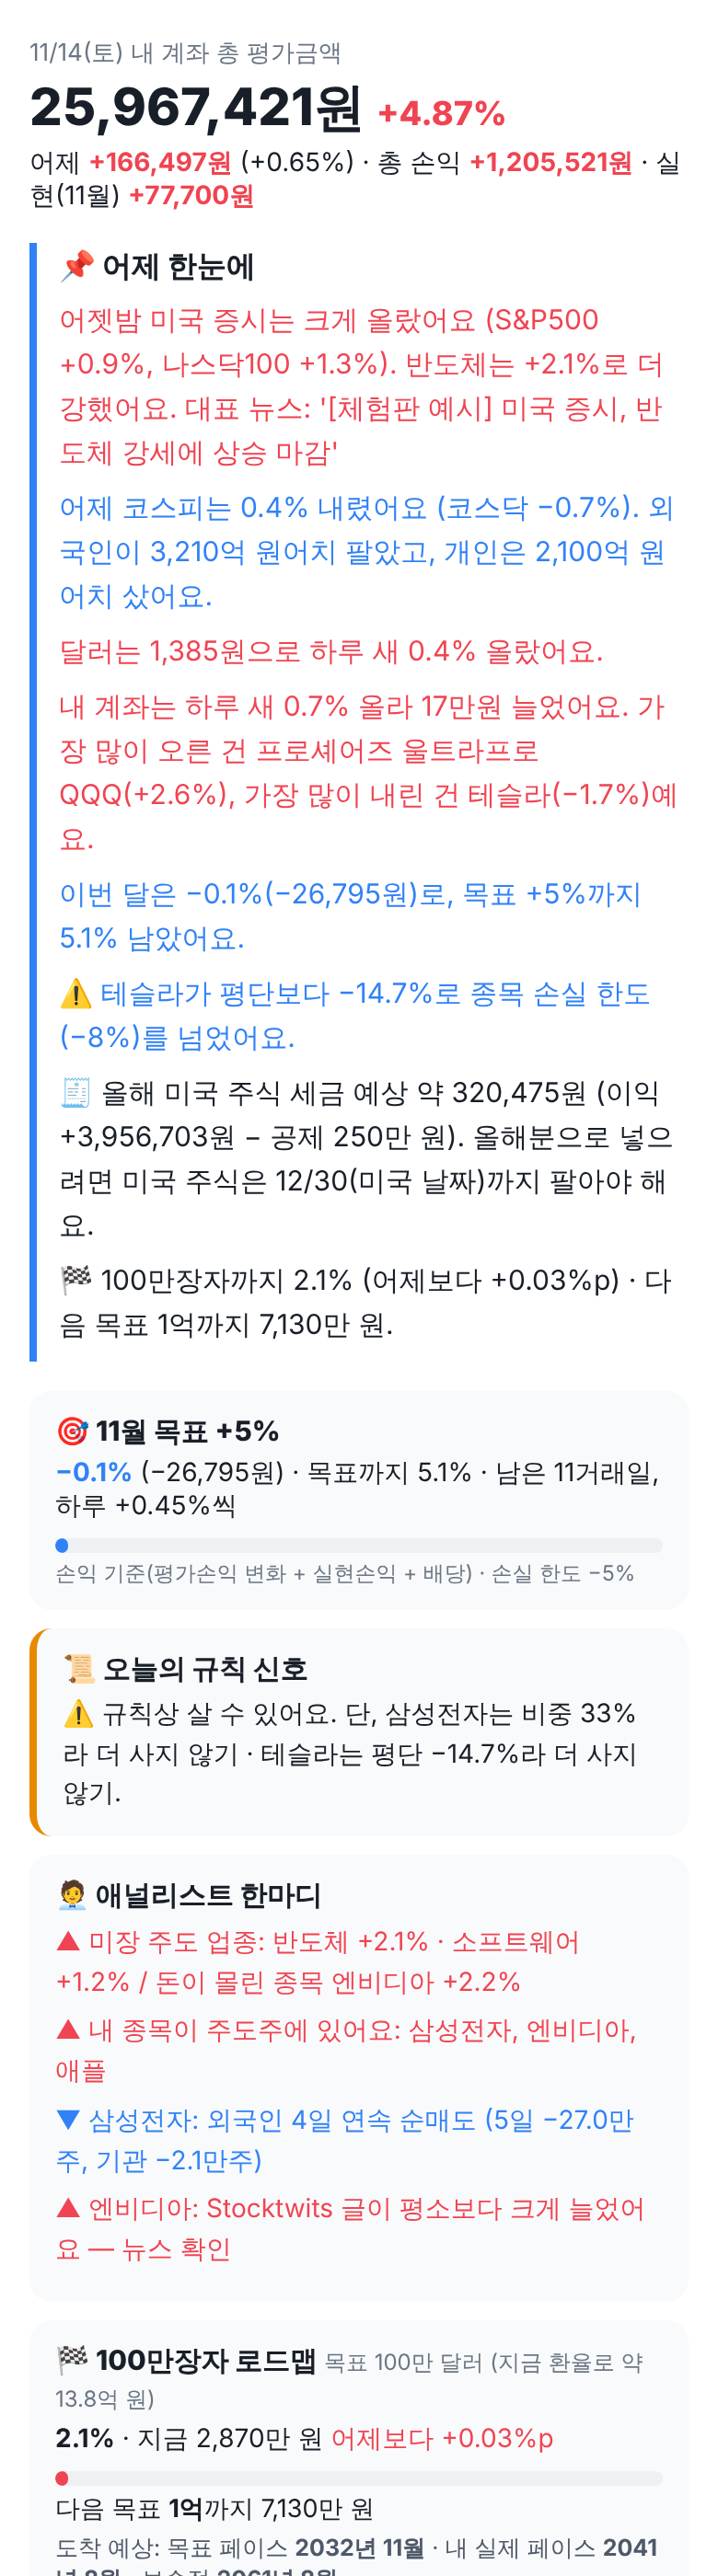 11/14(토) 내 계좌 총 평가금액
25,967,421원 +4.87%
어제 +166,497원 (+0.65%) · 총 손익 +1,205,521원 · 실
현(11월) +77,700원
📌 어제 한눈에
어젯밤 미국 증시는 크게 올랐어요 (S&P500
+0.9%, 나스닥100 +1.3%). 반도체는 +2.1%로 더
강했어요. 대표 뉴스: '[체험판 예시] 미국 증시, 반
도체 강세에 상승 마감'
어제 코스피는 0.4% 내렸어요 (코스닥 −0.7%). 외
국인이 3,210억 원어치 팔았고, 개인은 2,100억 원
어치 샀어요.
달러는 1,385원으로 하루 새 0.4% 올랐어요.
내 계좌는 하루 새 0.7% 올라 17만원 늘었어요. 가
장 많이 오른 건 프로셰어즈 울트라프로
QQQ(+2.6%), 가장 많이 내린 건 테슬라(−1.7%)예
요.
이번 달은 −0.1%(−26,795원)로, 목표 +5%까지
5.1% 남았어요.
⚠️ 테슬라가 평단보다 −14.7%로 종목 손실 한도
(−8%)를 넘었어요.
🧾 올해 미국 주식 세금 예상 약 320,475원 (이익
+3,956,703원 − 공제 250만 원). 올해분으로 넣으
려면 미국 주식은 12/30(미국 날짜)까지 팔아야 해
요.
🏁 100만장자까지 2.1% (어제보다 +0.03%p) · 다
음 목표 1억까지 7,130만 원.
🎯 11월 목표 +5%
−0.1% (−26,795원) · 목표까지 5.1% · 남은 11거래일,
하루 +0.45%씩
손익 기준(평가손익 변화 + 실현손익 + 배당) · 손실 한도 −5%
📜 오늘의 규칙 신호
⚠️ 규칙상 살 수 있어요. 단, 삼성전자는 비중 33%
라 더 사지 않기 · 테슬라는 평단 −14.7%라 더 사지
않기.
🧑‍💼 애널리스트 한마디
▲ 미장 주도 업종: 반도체 +2.1% · 소프트웨어
+1.2% / 돈이 몰린 종목 엔비디아 +2.2%
▲ 내 종목이 주도주에 있어요: 삼성전자, 엔비디아,
애플
▼ 삼성전자: 외국인 4일 연속 순매도 (5일 −27.0만
주, 기관 −2.1만주)
▲ 엔비디아: Stocktwits 글이 평소보다 크게 늘었어
요 — 뉴스 확인
🏁 100만장자 로드맵 목표 100만 달러 (지금 환율로 약
13.8억 원)
2.1% · 지금 2,870만 원 어제보다 +0.03%p
다음 목표 1억까지 7,130만 원
도착 예상: 목표 페이스 2032년 11월 · 내 실제 페이스 2041